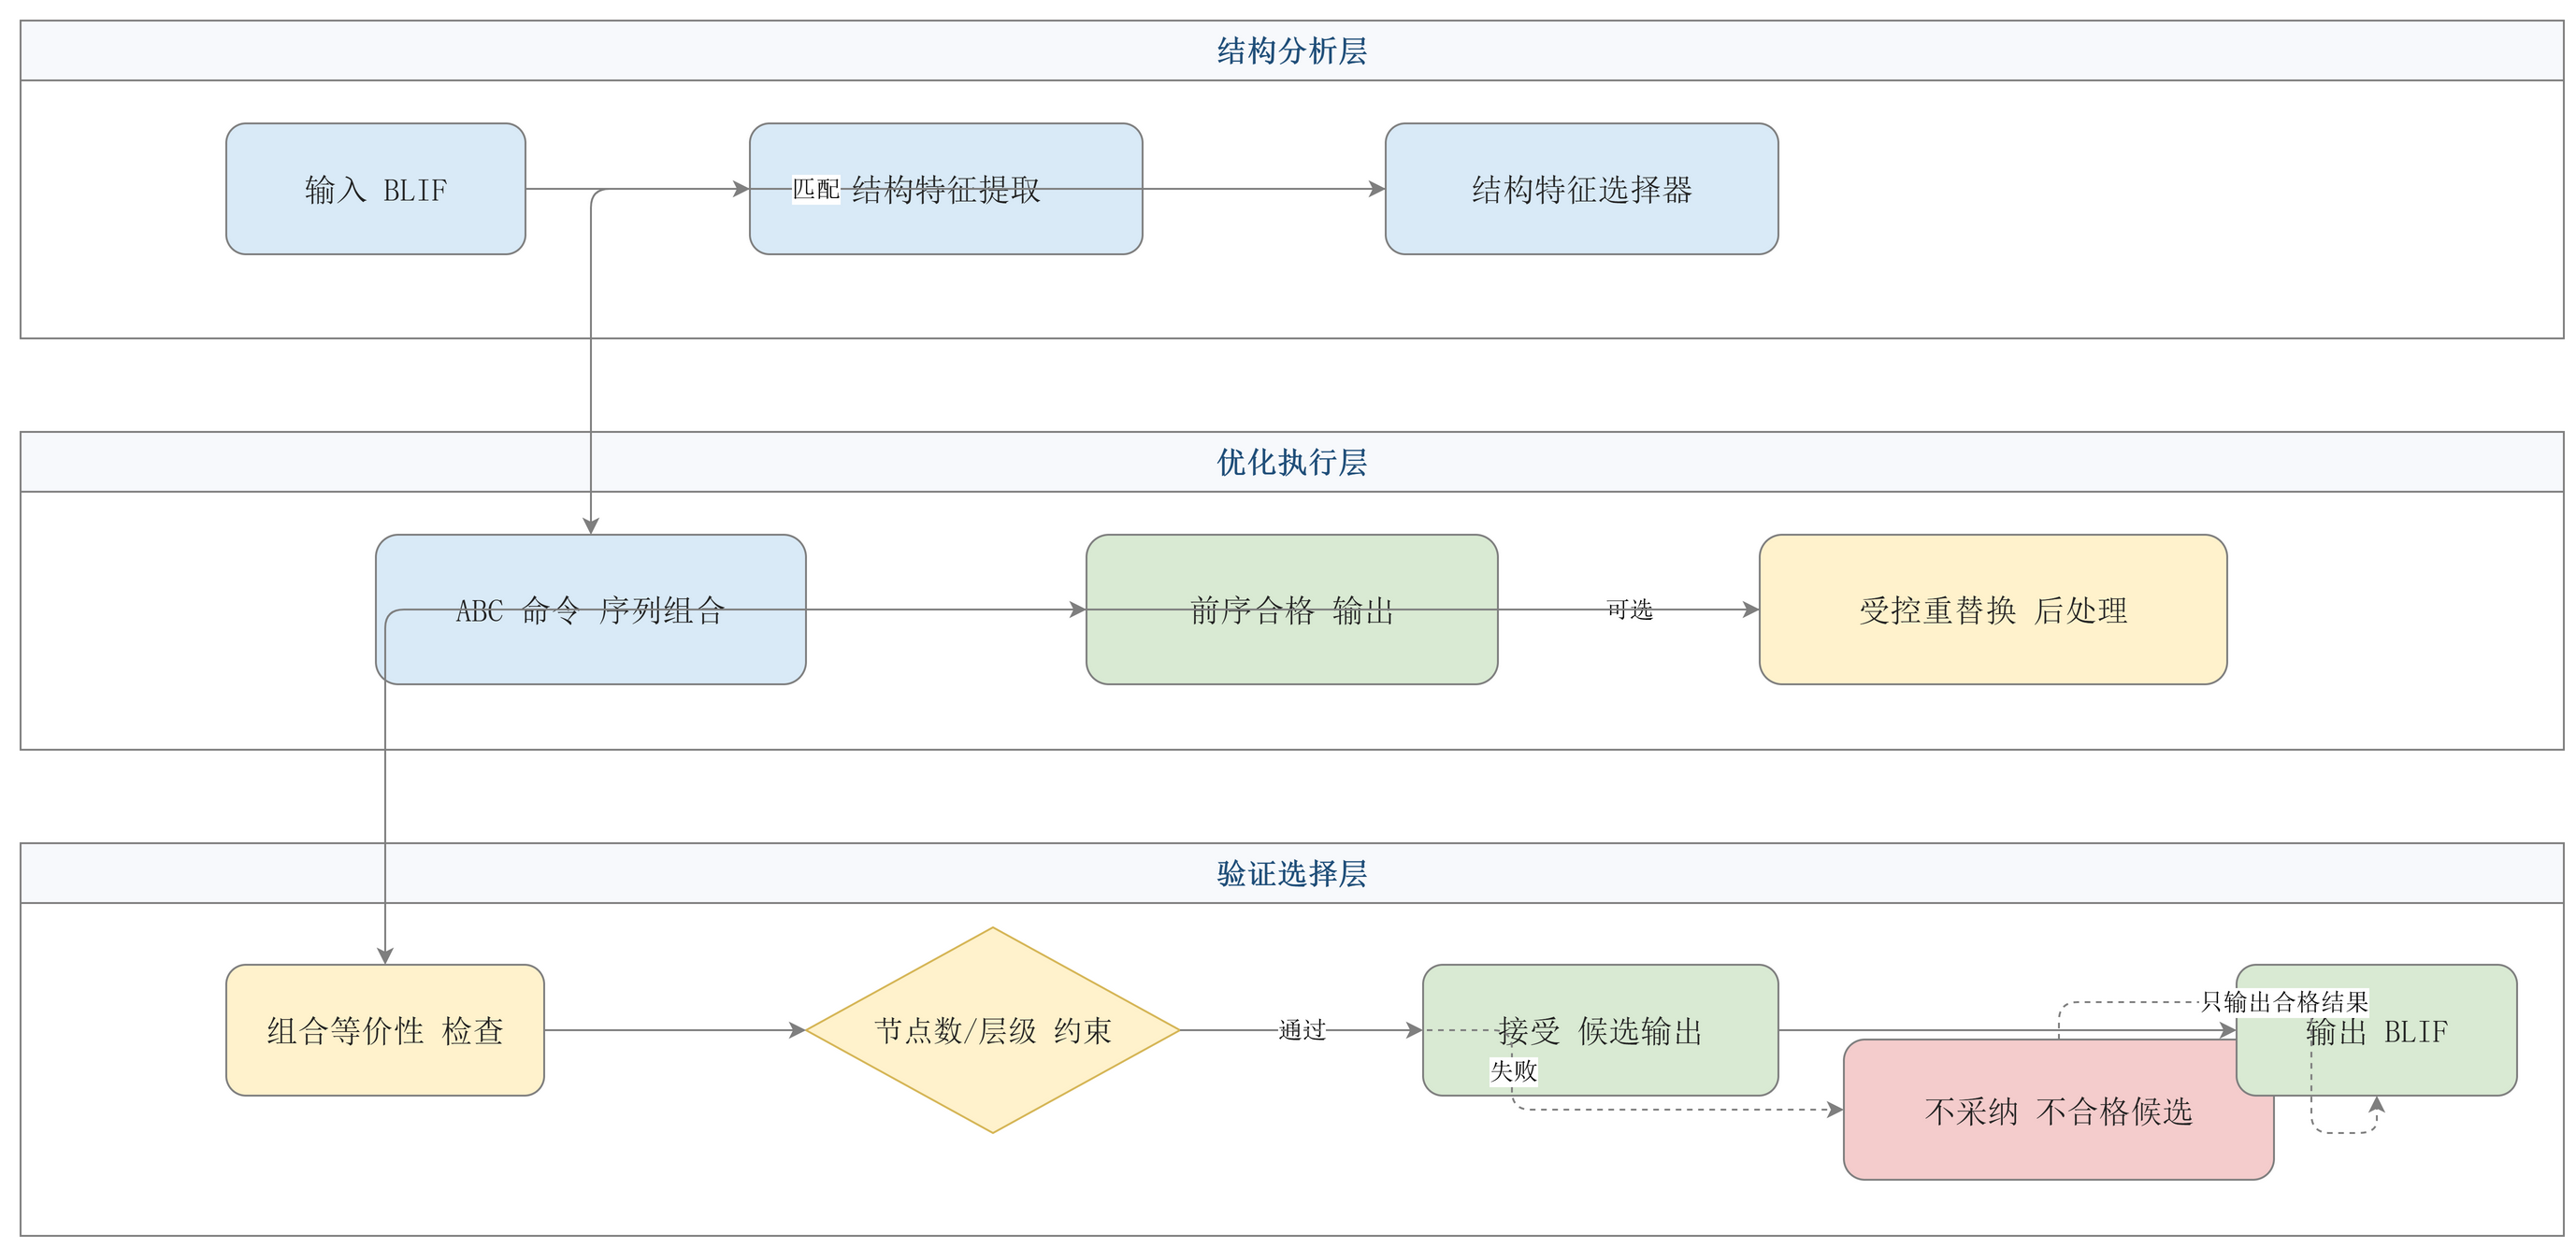 结构分析层
输入 BLIF
匹配
结构特征提取
结构特征选择器
优化执行层
ABC 命令 序列组合
前序合格 输出
可选
受控重替换 后处理
验证选择层
组合等价性 检查
节点数/层级 约束
通过
接受 候选输出
失败
不采纳 不合格候选
只输出合格结果
输出 BLIF